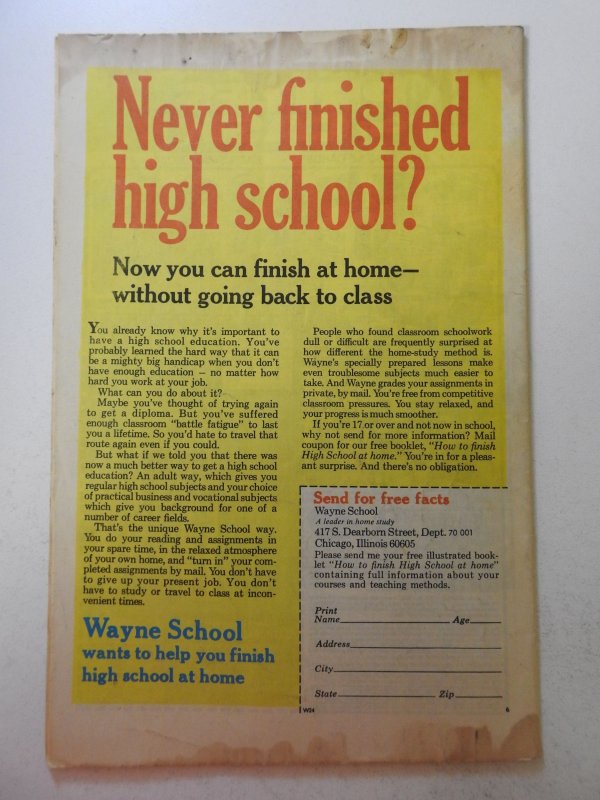 Never finished
high school?
Now you can finish at home—
without going back to class
You already know why it's important to
have a high school education. You've
probably learned the hard way that it can
be a mighty big handicap when you don't
have enough education – no matter how
hard you work at your job.
What can you do about it?
Maybe you've thought of trying again
to get a diploma. But you've suffered
enough classroom "battle fatigue" to last
you a lifetime. So you'd hate to travel that
route again even if you could.
But what if we told you that there was
now a much better way to get a high school
education? An adult way, which gives you
regular high school subjects and your choice
of practical business and vocational subjects
which give you background for one of a
number of career fields.
That's the unique Wayne School way.
You do your reading and assignments in
your spare time, in the relaxed atmosphere
of your own home, and "turn in" your com-
pleted assignments by mail. You don't have
to give up your present job. You don't
have to study or travel to class at incon-
venient times.
Wayne School
wants to help you finish
high school at home
People who found classroom schoolwork
dull or difficult are frequently surprised at
how different the home-study method is.
Wayne's specially prepared lessons make
even troublesome subjects much easier to
take. And Wayne grades your assignments in
private, by mail. You're free from competitive
classroom pressures. You stay relaxed, and
your progress is much smoother.
If you're 17 or over and not now in school,
why not send for more information? Mail
coupon for our free booklet, "How to finish
High School at home." You're in for a pleas-
ant surprise. And there's no obligation.
Send for free facts
Wayne School
A leader in home study
417 S. Dearborn Street, Dept. 70 001
Chicago, Illinois 60605
Please send me your free illustrated book-
let "How to finish High School at home"
containing full information about your
courses and teaching methods.
Print
Name Age
Address
City
State Zip
W24 6